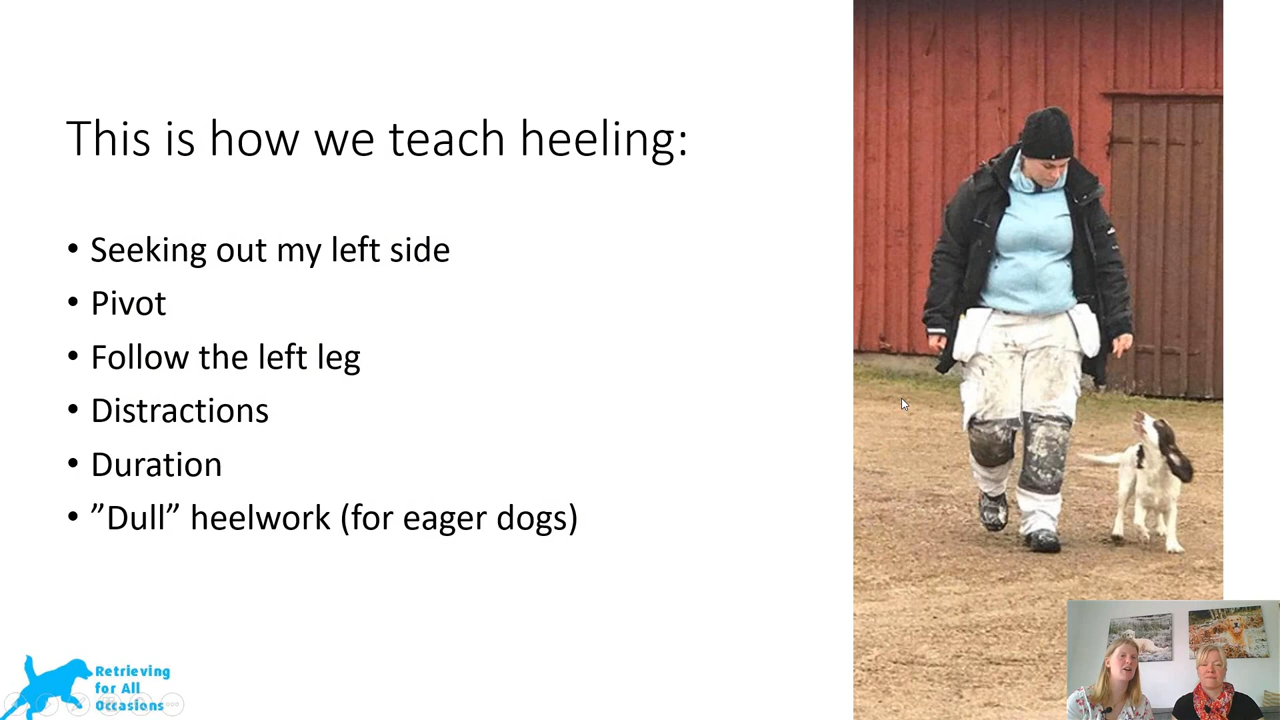 This is how we teach heeling:
• Seeking out my left side
• Pivot
• Follow the left leg
• Distractions
• Duration
• ”Dull” heelwork (for eager dogs)
Retrieving
for All
Occasions